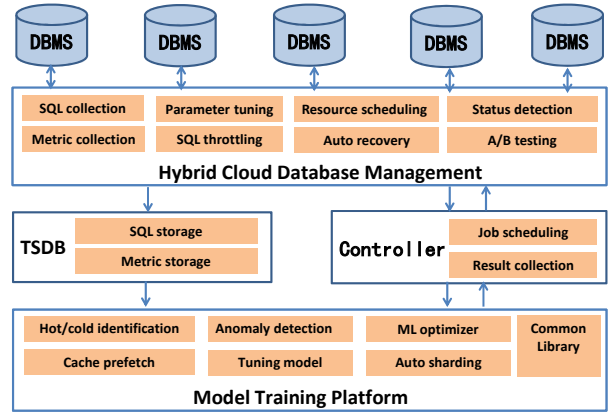 DBMS DBMS DBMS DBMS DBMS
SQL collection Parameter tuning Resource scheduling Status detection
Metric collection SQL throttling Auto recovery A/B testing
Hybrid Cloud Database Management
TSDB
SQL storage
Metric storage
Controller
Job scheduling
Result collection
Hot/cold identification Anomaly detection ML optimizer Common
Library
Cache prefetch Tuning model Auto sharding
Model Training Platform